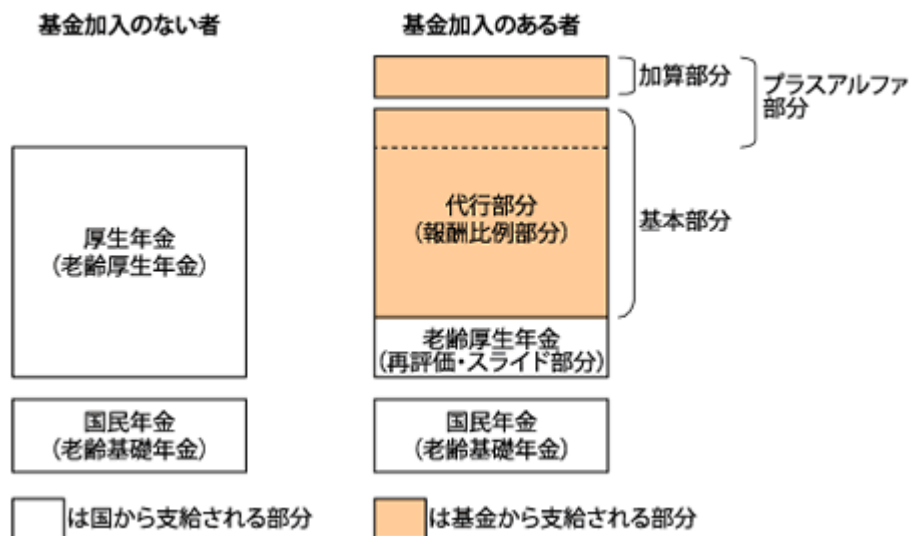 基金加入のない者
基金加入のある者
加算部分
プラスアルファ
部分
代行部分
(報酬比例部分)
基本部分
厚生年金
(老齢厚生年金)
老齢厚生年金
(再評価・スライド部分)
国民年金
(老齢基礎年金)
国民年金
(老齢基礎年金)
は国から支給される部分
は基金から支給される部分